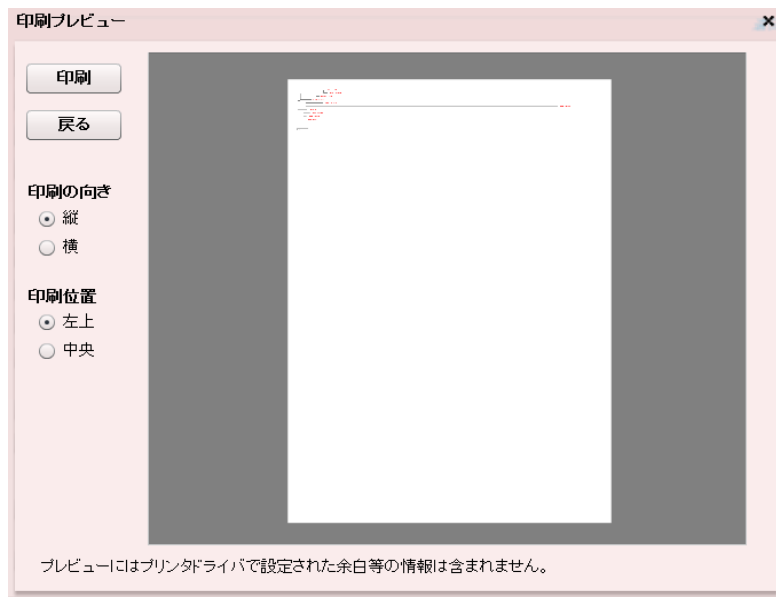 印刷プレビュー
印刷
戻る
印刷の向き
縦
横
印刷位置
左上
中央
プレビューにはプリンタドライバで設定された余白等の情報は含まれません。